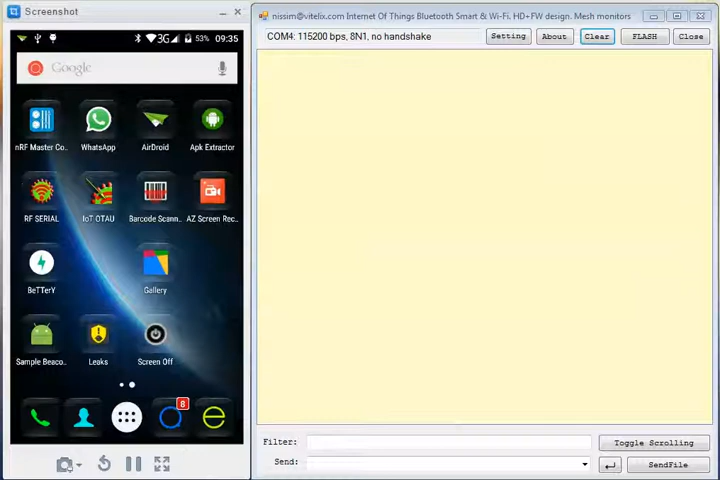 Screenshot
3G 53% 09:35
Google
nRF Master Co..
WhatsApp
AirDroid
Apk Extractor
RF SERIAL
IoT OTAU
Barcode Scann..
AZ Screen Rec..
BeTTerY
Gallery
Sample Beaco..
Leaks
Screen Off
8
nissim@vitelix.com Internet Of Things Bluetooth Smart & Wi-Fi. HD+FW design. Mesh monitors
COM4: 115200 bps, 8N1, no handshake
Setting
About
Clear
FLASH
Close
Filter:
Toggle Scrolling
Send:
SendFile